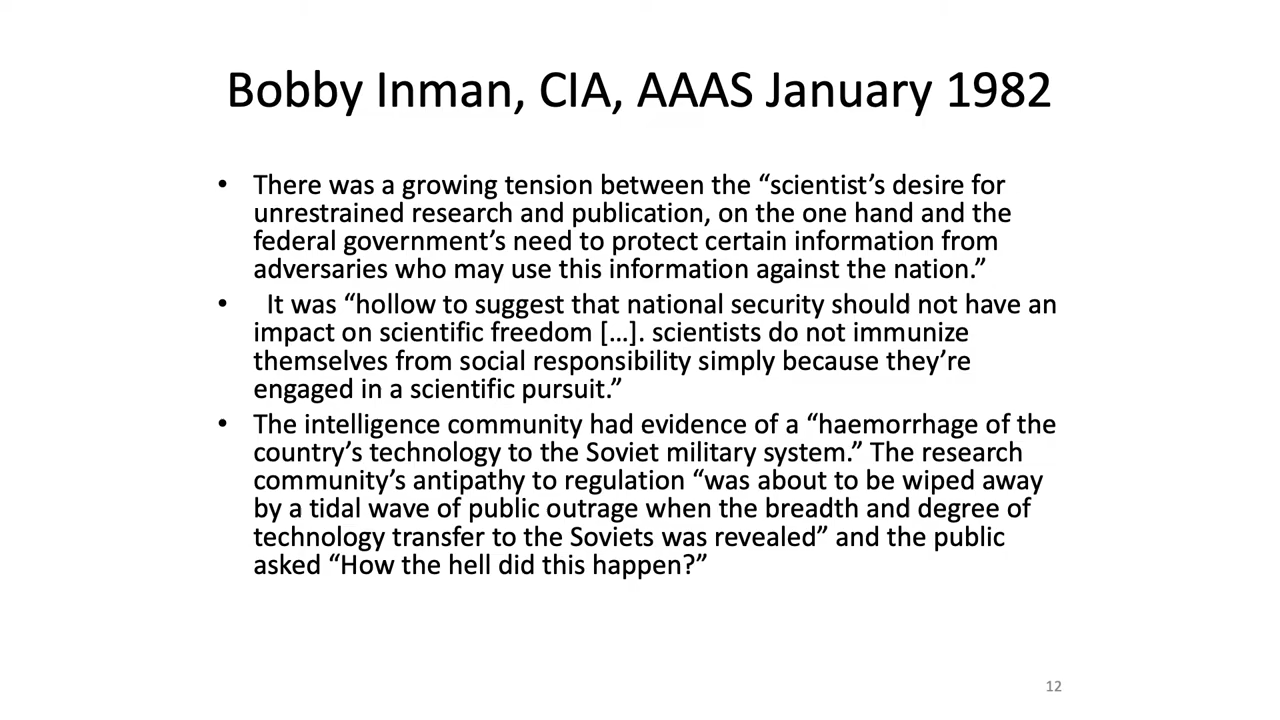 Bobby Inman, CIA, AAAS January 1982
• There was a growing tension between the “scientist’s desire for
unrestrained research and publication, on the one hand and the
federal government’s need to protect certain information from
adversaries who may use this information against the nation.”
• It was “hollow to suggest that national security should not have an
impact on scientific freedom […]. scientists do not immunize
themselves from social responsibility simply because they’re
engaged in a scientific pursuit.”
• The intelligence community had evidence of a “haemorrhage of the
country’s technology to the Soviet military system.” The research
community’s antipathy to regulation “was about to be wiped away
by a tidal wave of public outrage when the breadth and degree of
technology transfer to the Soviets was revealed” and the public
asked “How the hell did this happen?”
12